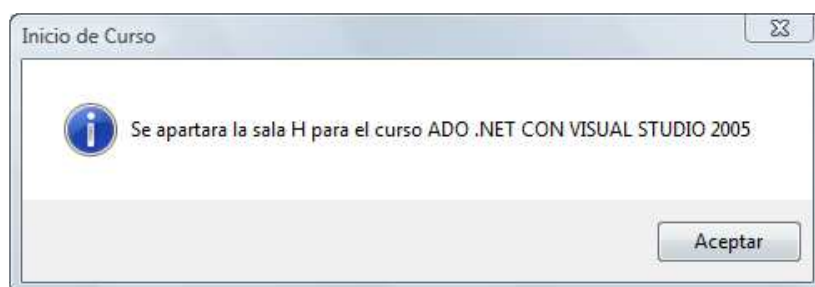 Inicio de Curso
Se apartara la sala H para el curso ADO .NET CON VISUAL STUDIO 2005
Aceptar